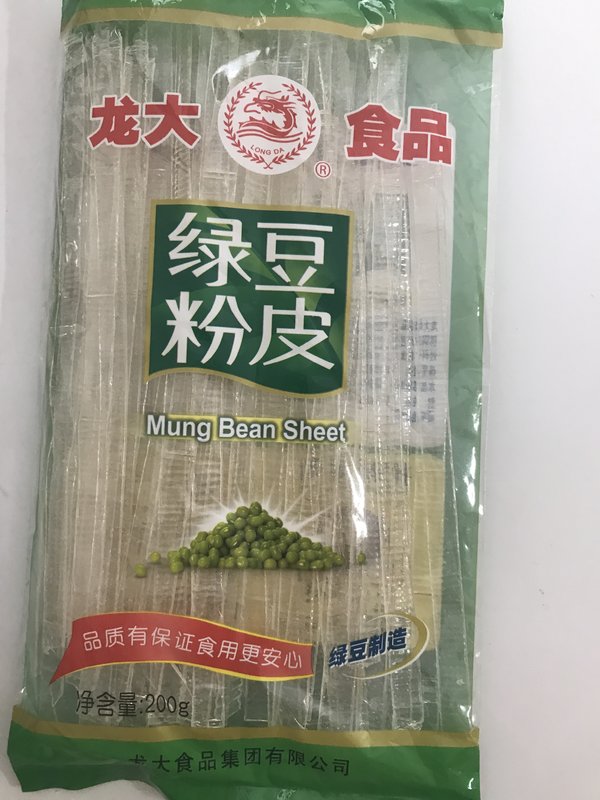 龙大
LONG DA
®
食品
绿豆
粉皮
Mung Bean Sheet
品质有保证食用更安心
绿豆制造
净含量:200g
龙大食品集团有限公司